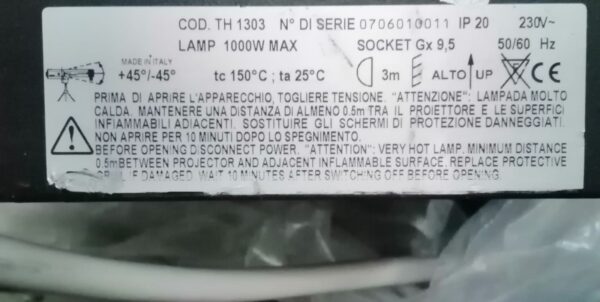 COD. TH 1303 N° DI SERIE 0706010011 IP 20 230V~
LAMP 1000W MAX SOCKET Gx 9,5 50/60 Hz
MADE IN ITALY
+45°/-45° tc 150°C ; ta 25°C 3m ALTO UP CE
PRIMA DI APRIRE L'APPARECCHIO, TOGLIERE TENSIONE. "ATTENZIONE": LAMPADA MOLTO
CALDA. MANTENERE UNA DISTANZA DI ALMENO 0.5m TRA IL PROIETTORE E LE SUPERFICI
INFIAMMABILI ADIACENTI. SOSTITUIRE GLI SCHERMI DI PROTEZIONE DANNEGGATI.
NON APRIRE PER 10 MINUTI DOPO LO SPEGNIMENTO.
BEFORE OPENING DISCONNECT POWER. "ATTENTION": VERY HOT LAMP. MINIMUM DISTANCE
0.5m BETWEEN PROJECTOR AND ADJACENT INFLAMMABLE SURFACE. REPLACE PROTECTIVE
IF DAMAGED. WAIT 10 MINUTES AFTER SWITCHING OFF BEFORE OPENING.